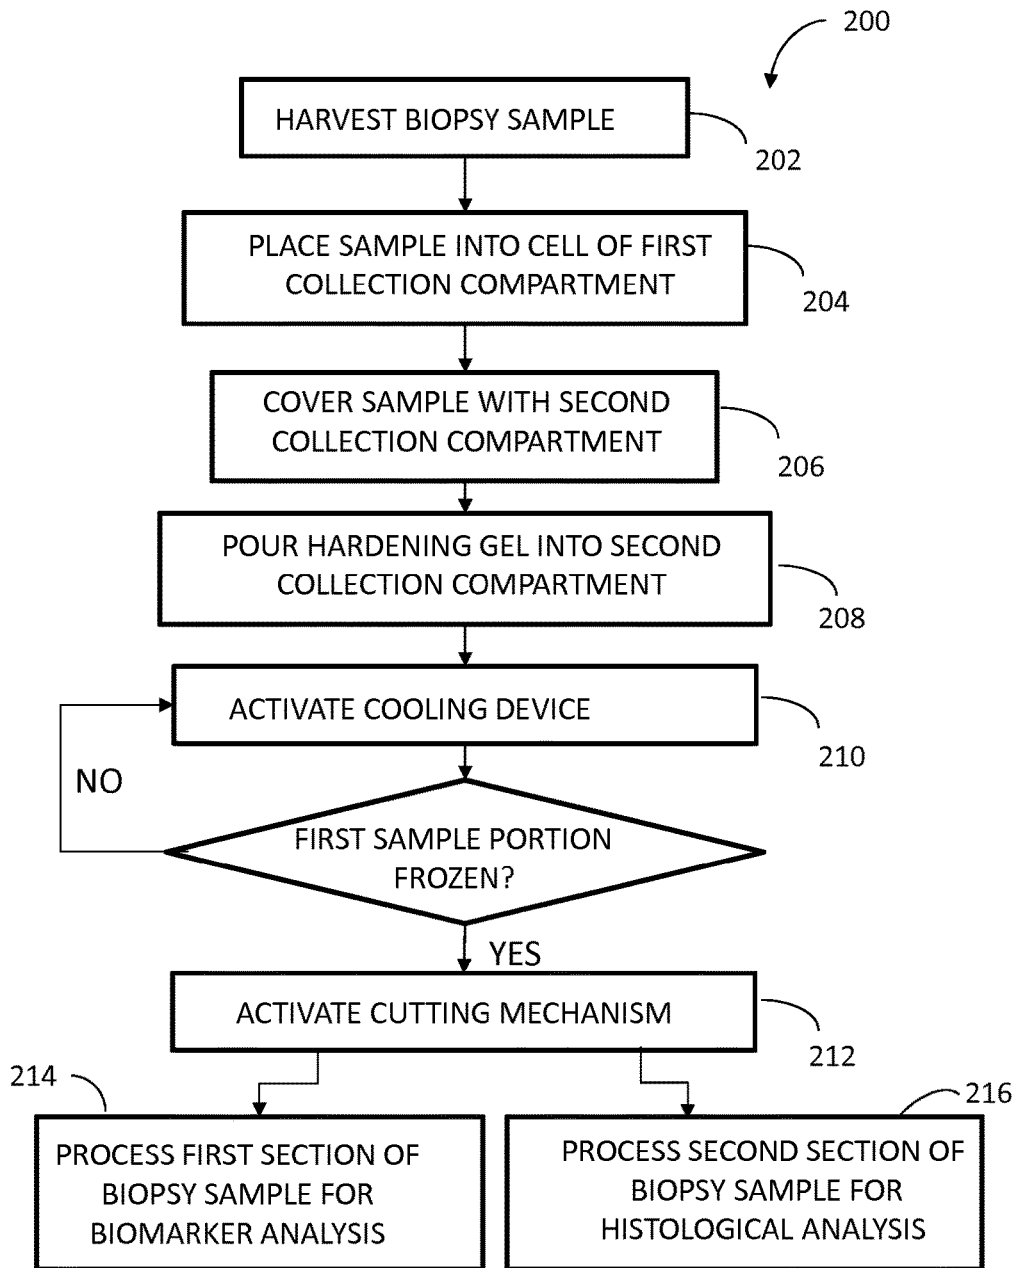 200
HARVEST BIOPSY SAMPLE
202
PLACE SAMPLE INTO CELL OF FIRST
COLLECTION COMPARTMENT
204
COVER SAMPLE WITH SECOND
COLLECTION COMPARTMENT
206
POUR HARDENING GEL INTO SECOND
COLLECTION COMPARTMENT
208
ACTIVATE COOLING DEVICE
210
NO
FIRST SAMPLE PORTION
FROZEN?
YES
ACTIVATE CUTTING MECHANISM
212
214
PROCESS FIRST SECTION OF
BIOPSY SAMPLE FOR
BIOMARKER ANALYSIS
216
PROCESS SECOND SECTION OF
BIOPSY SAMPLE FOR
HISTOLOGICAL ANALYSIS